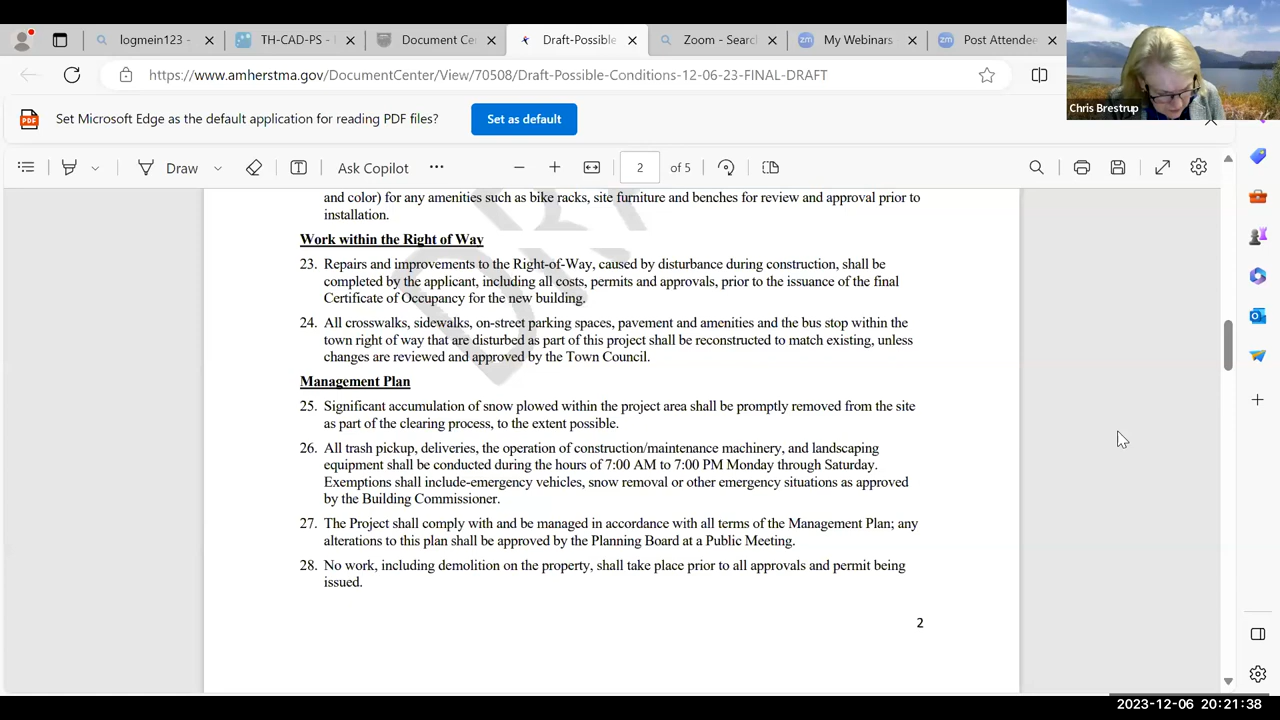 logmein123 -
TH-CAD-PS -
Document Ce
Draft-Possible
Zoom - Searc
My Webinars
Post Attende
https://www.amherstma.gov/DocumentCenter/View/70508/Draft-Possible-Conditions-12-06-23-FINAL-DRAFT
Chris Brestrup
Set Microsoft Edge as the default application for reading PDF files?
Set as default
Draw
Ask Copilot
2 of 5
and color) for any amenities such as bike racks, site furniture and benches for review and approval prior to
installation.
Work within the Right of Way
23. Repairs and improvements to the Right-of-Way, caused by disturbance during construction, shall be
completed by the applicant, including all costs, permits and approvals, prior to the issuance of the final
Certificate of Occupancy for the new building.
24. All crosswalks, sidewalks, on-street parking spaces, pavement and amenities and the bus stop within the
town right of way that are disturbed as part of this project shall be reconstructed to match existing, unless
changes are reviewed and approved by the Town Council.
Management Plan
25. Significant accumulation of snow plowed within the project area shall be promptly removed from the site
as part of the clearing process, to the extent possible.
26. All trash pickup, deliveries, the operation of construction/maintenance machinery, and landscaping
equipment shall be conducted during the hours of 7:00 AM to 7:00 PM Monday through Saturday.
Exemptions shall include-emergency vehicles, snow removal or other emergency situations as approved
by the Building Commissioner.
27. The Project shall comply with and be managed in accordance with all terms of the Management Plan; any
alterations to this plan shall be approved by the Planning Board at a Public Meeting.
28. No work, including demolition on the property, shall take place prior to all approvals and permit being
issued.
2
2023-12-06 20:21:38